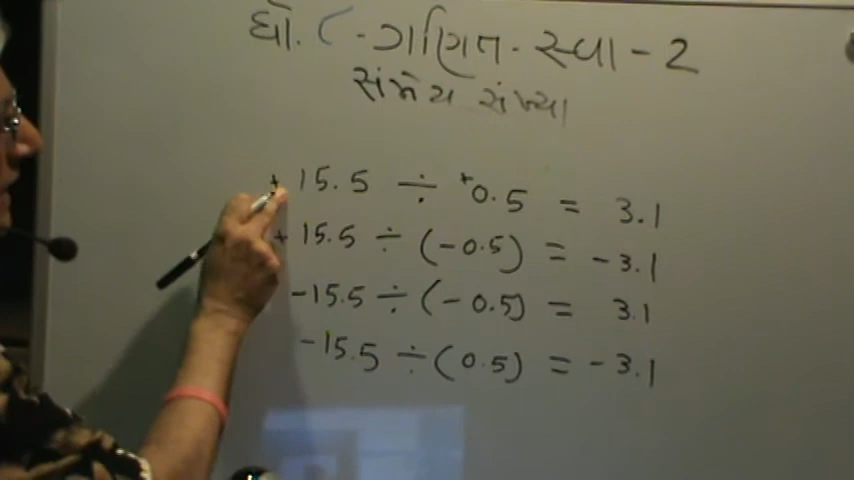 ધો. ૮ - ગણિત - સ્વા - 2
સંમેય સંખ્યા
+ 15.5 ÷ +0.5 = 3.1
+ 15.5 ÷ (-0.5) = -3.1
-15.5 ÷ (-0.5) = 3.1
-15.5 ÷ (0.5) = -3.1